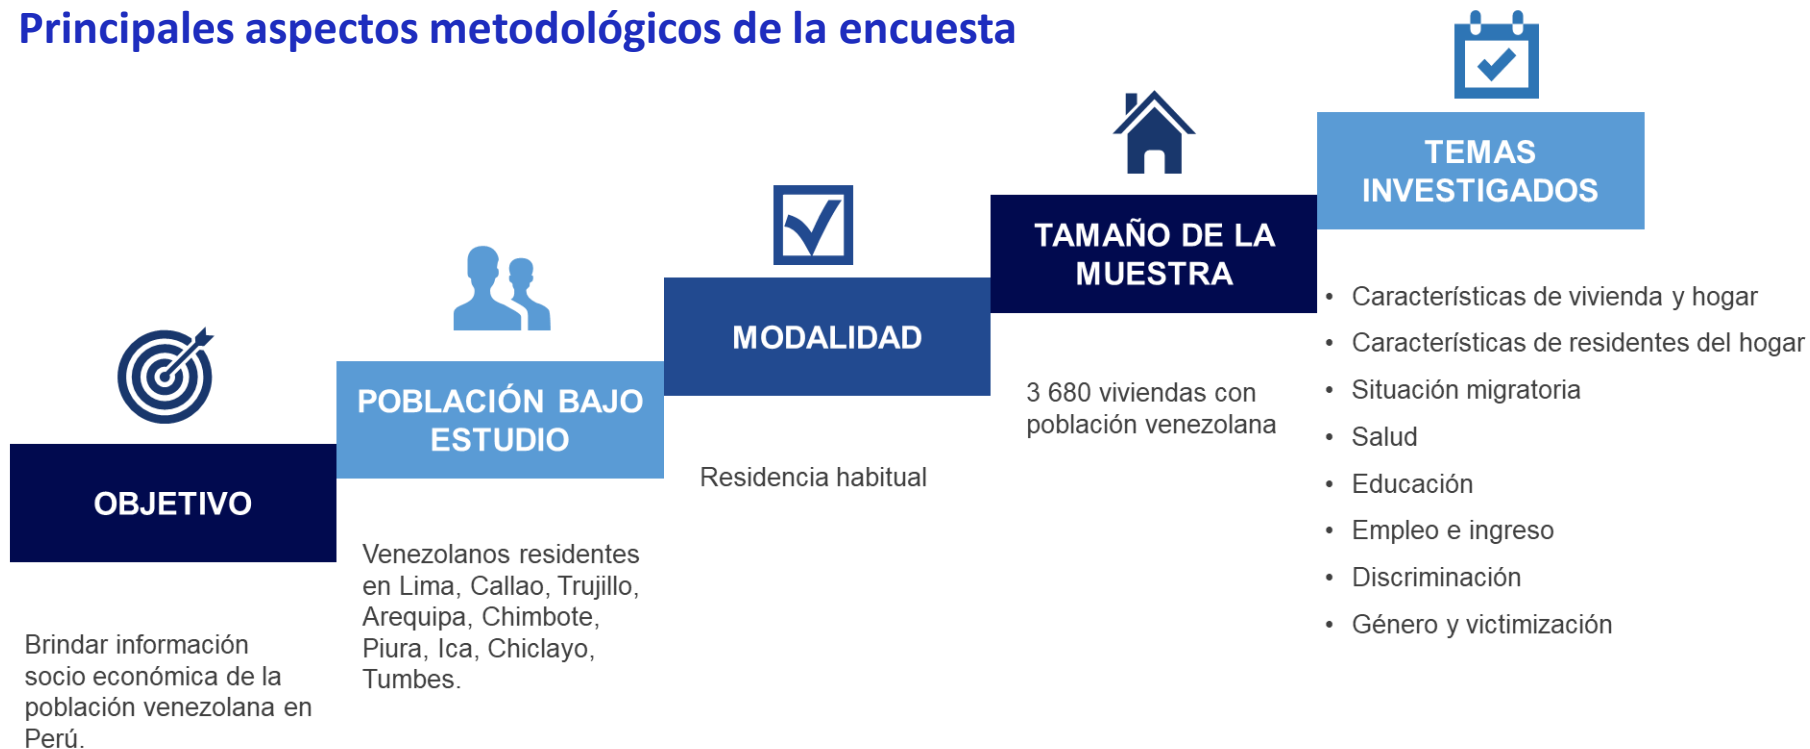 Principales aspectos metodológicos de la encuesta
OBJETIVO
Brindar información
socio económica de la
población venezolana en
Perú.
POBLACIÓN BAJO
ESTUDIO
Venezolanos residentes
en Lima, Callao, Trujillo,
Arequipa, Chimbote,
Piura, Ica, Chiclayo,
Tumbes.
MODALIDAD
Residencia habitual
TAMAÑO DE LA
MUESTRA
3 680 viviendas con
población venezolana
TEMAS
INVESTIGADOS
• Características de vivienda y hogar
• Características de residentes del hogar
• Situación migratoria
• Salud
• Educación
• Empleo e ingreso
• Discriminación
• Género y victimización